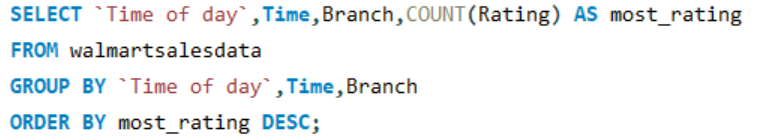 SELECT `Time of day`,Time,Branch,COUNT(Rating) AS most_rating
FROM walmartsalesdata
GROUP BY `Time of day`,Time,Branch
ORDER BY most_rating DESC;